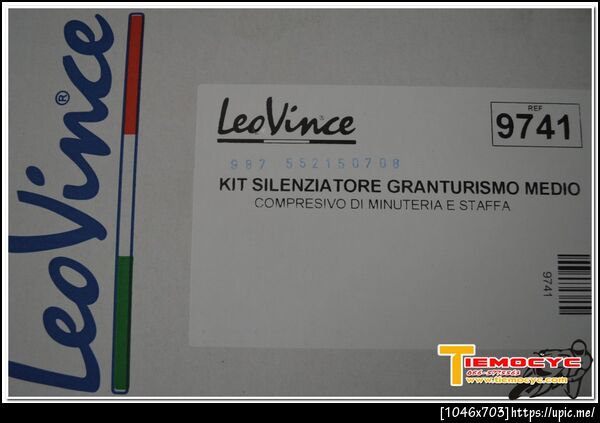 LeoVince®
LeoVince
REF
9741
987 552150708
KIT SILENZIATORE GRANTURISMO MEDIO
COMPRESIVO DI MINUTERIA E STAFFA
9741
TIEMOCYC
www.tiemocyc.com
[1046x703]https://upic.me/